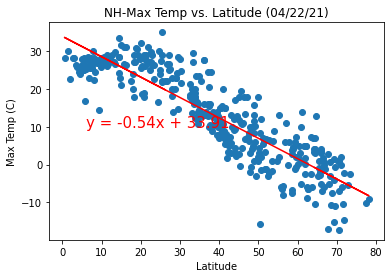 NH-Max Temp vs. Latitude (04/22/21)
Max Temp (C)
30
20
10
0
−10
y = -0.54x +
0 10 20 30 40 50 60 70 80
Latitude